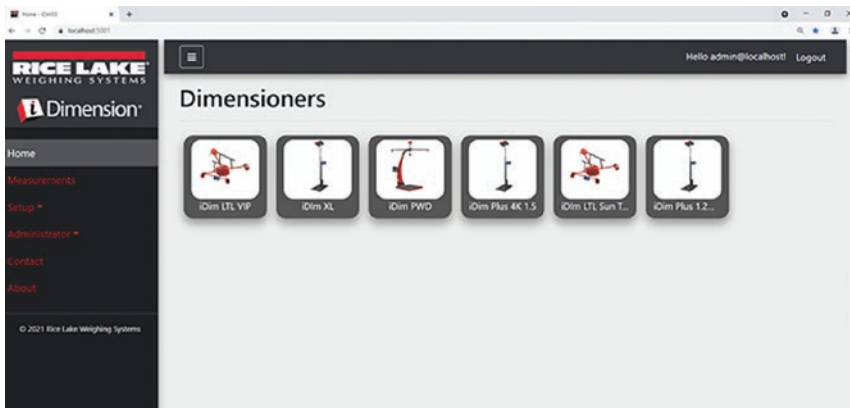 Home - iDimSS
localhost:5001
RICE LAKE
WEIGHING SYSTEMS
iDimension
Hello admin@localhost! Logout
Dimensioners
Home
Measurements
Setup
Administrator
Contact
About
© 2021 Rice Lake Weighing Systems
iDim LTL VIP
iDIm XL
iDim PWD
iDim Plus 4K 1.5
iDIm LTL Sun T...
iDim Plus 1.2...